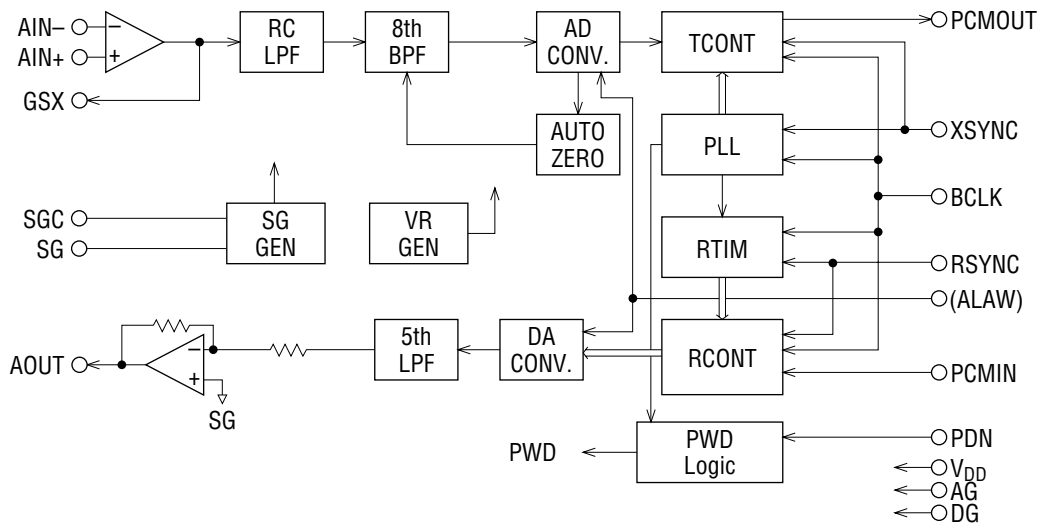 AIN–
AIN+
GSX
–
+
RC
LPF
8th
BPF
AD
CONV.
TCONT
PCMOUT
AUTO
ZERO
PLL
XSYNC
BCLK
SGC
SG
SG
GEN
VR
GEN
RTIM
RSYNC
(ALAW)
AOUT
–
+
SG
5th
LPF
DA
CONV.
RCONT
PCMIN
PWD
PWD
Logic
PDN
VDD
AG
DG